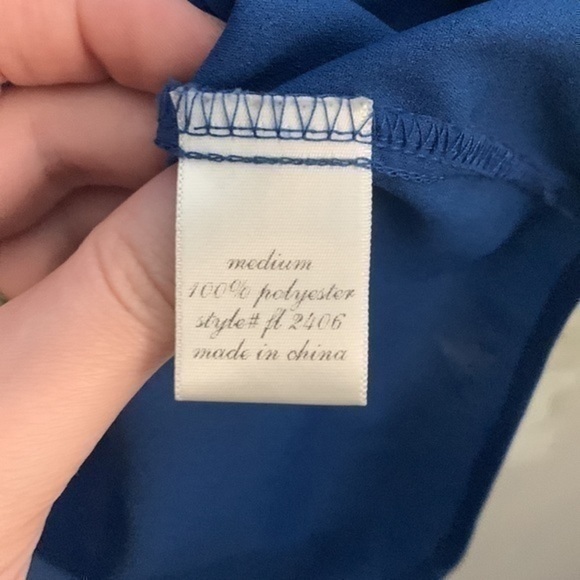 medium
100% polyester
style# fl 2406
made in china